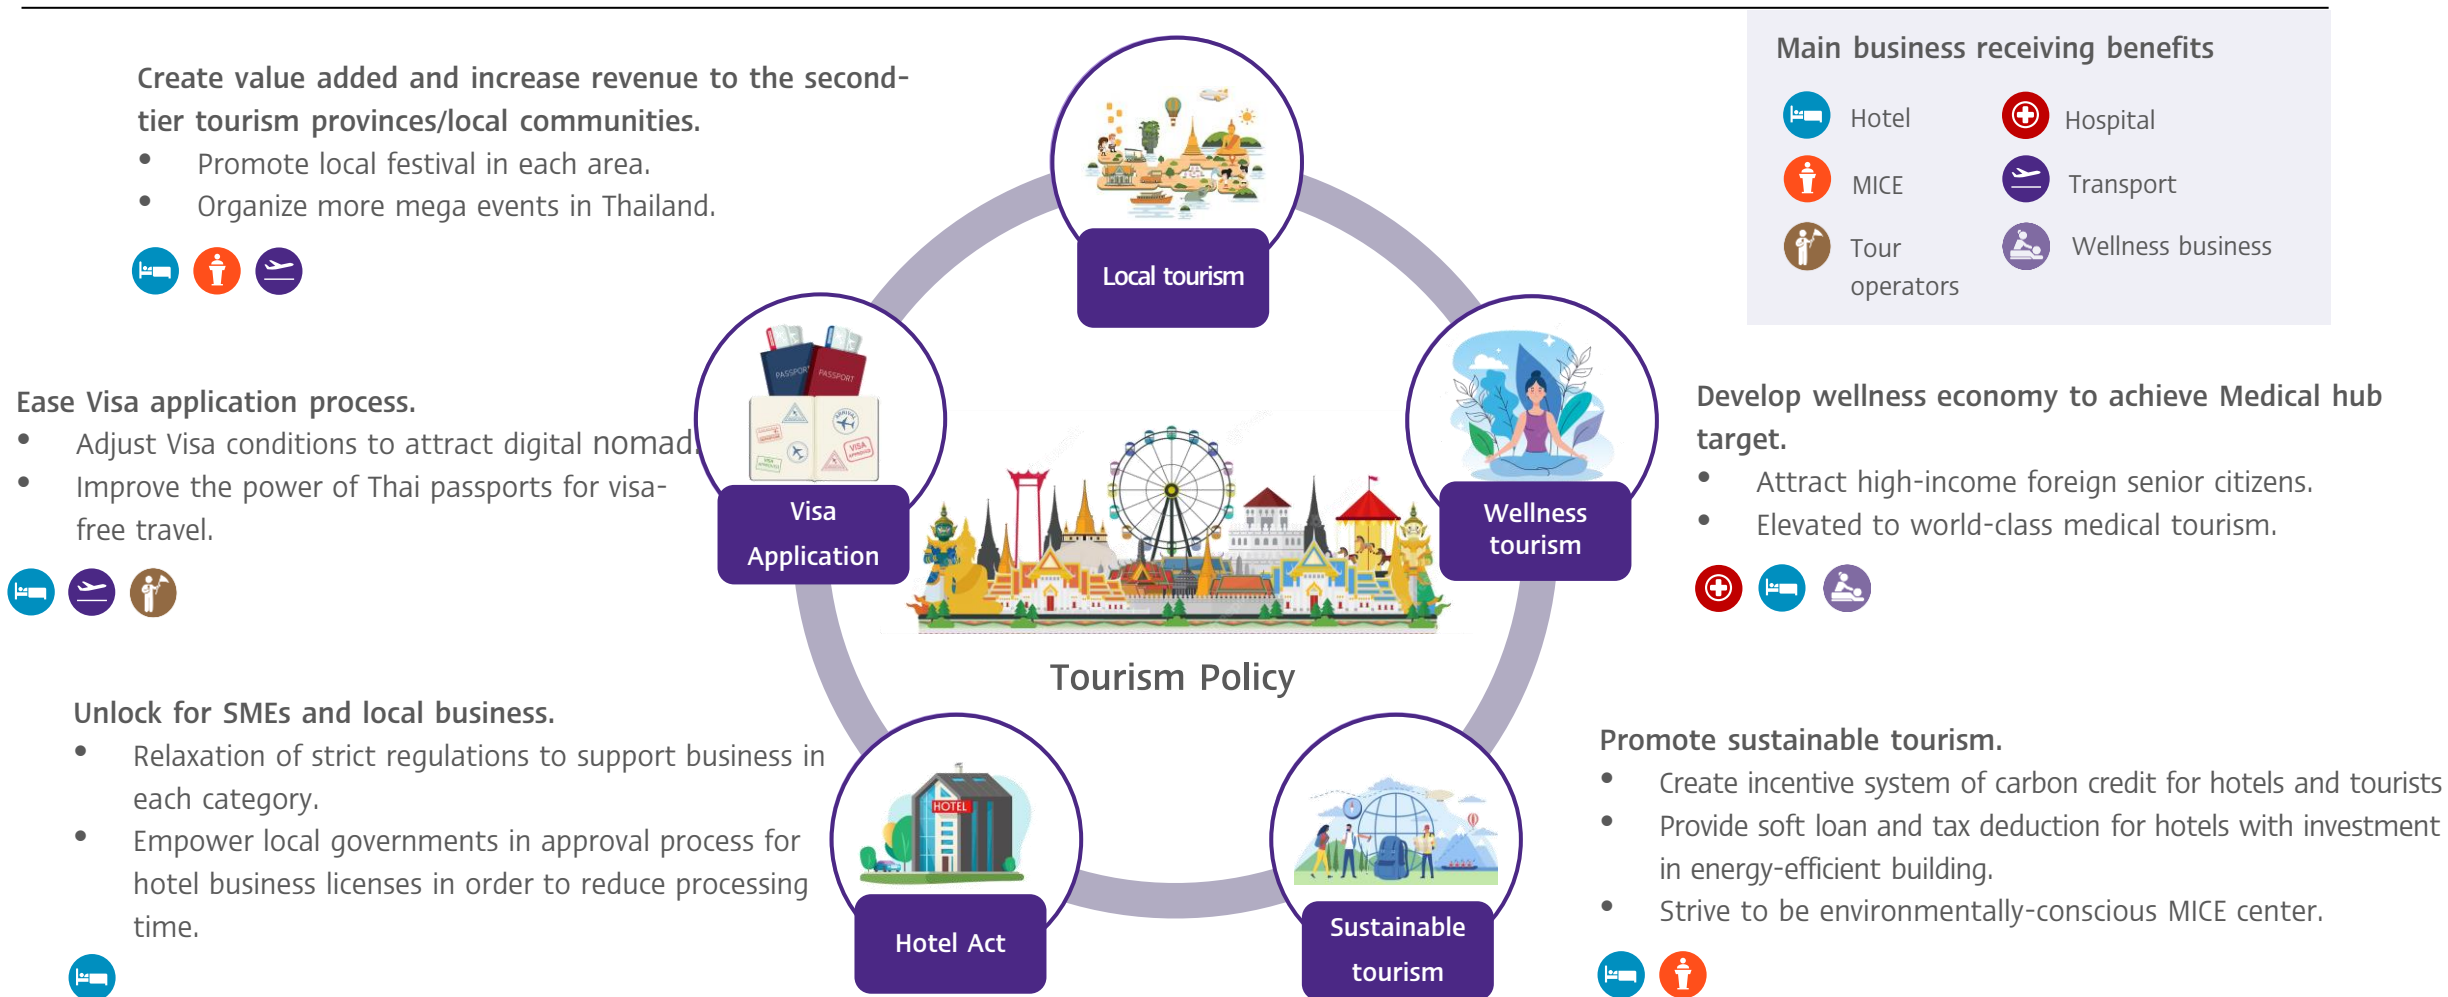 Create value added and increase revenue to the second-
tier tourism provinces/local communities.
• Promote local festival in each area.
• Organize more mega events in Thailand.
Main business receiving benefits
Hotel
Hospital
MICE
Transport
Tour
operators
Wellness business
Local tourism
Ease Visa application process.
• Adjust Visa conditions to attract digital nomad.
• Improve the power of Thai passports for visa-
free travel.
PASSPORT
PASSPORT
ARRIVAL
VISA
Visa
Application
Wellness
tourism
Develop wellness economy to achieve Medical hub
target.
• Attract high-income foreign senior citizens.
• Elevated to world-class medical tourism.
Tourism Policy
Unlock for SMEs and local business.
• Relaxation of strict regulations to support business in
each category.
• Empower local governments in approval process for
hotel business licenses in order to reduce processing
time.
HOTEL
Hotel Act
Sustainable
tourism
Promote sustainable tourism.
• Create incentive system of carbon credit for hotels and tourists
• Provide soft loan and tax deduction for hotels with investment
in energy-efficient building.
• Strive to be environmentally-conscious MICE center.